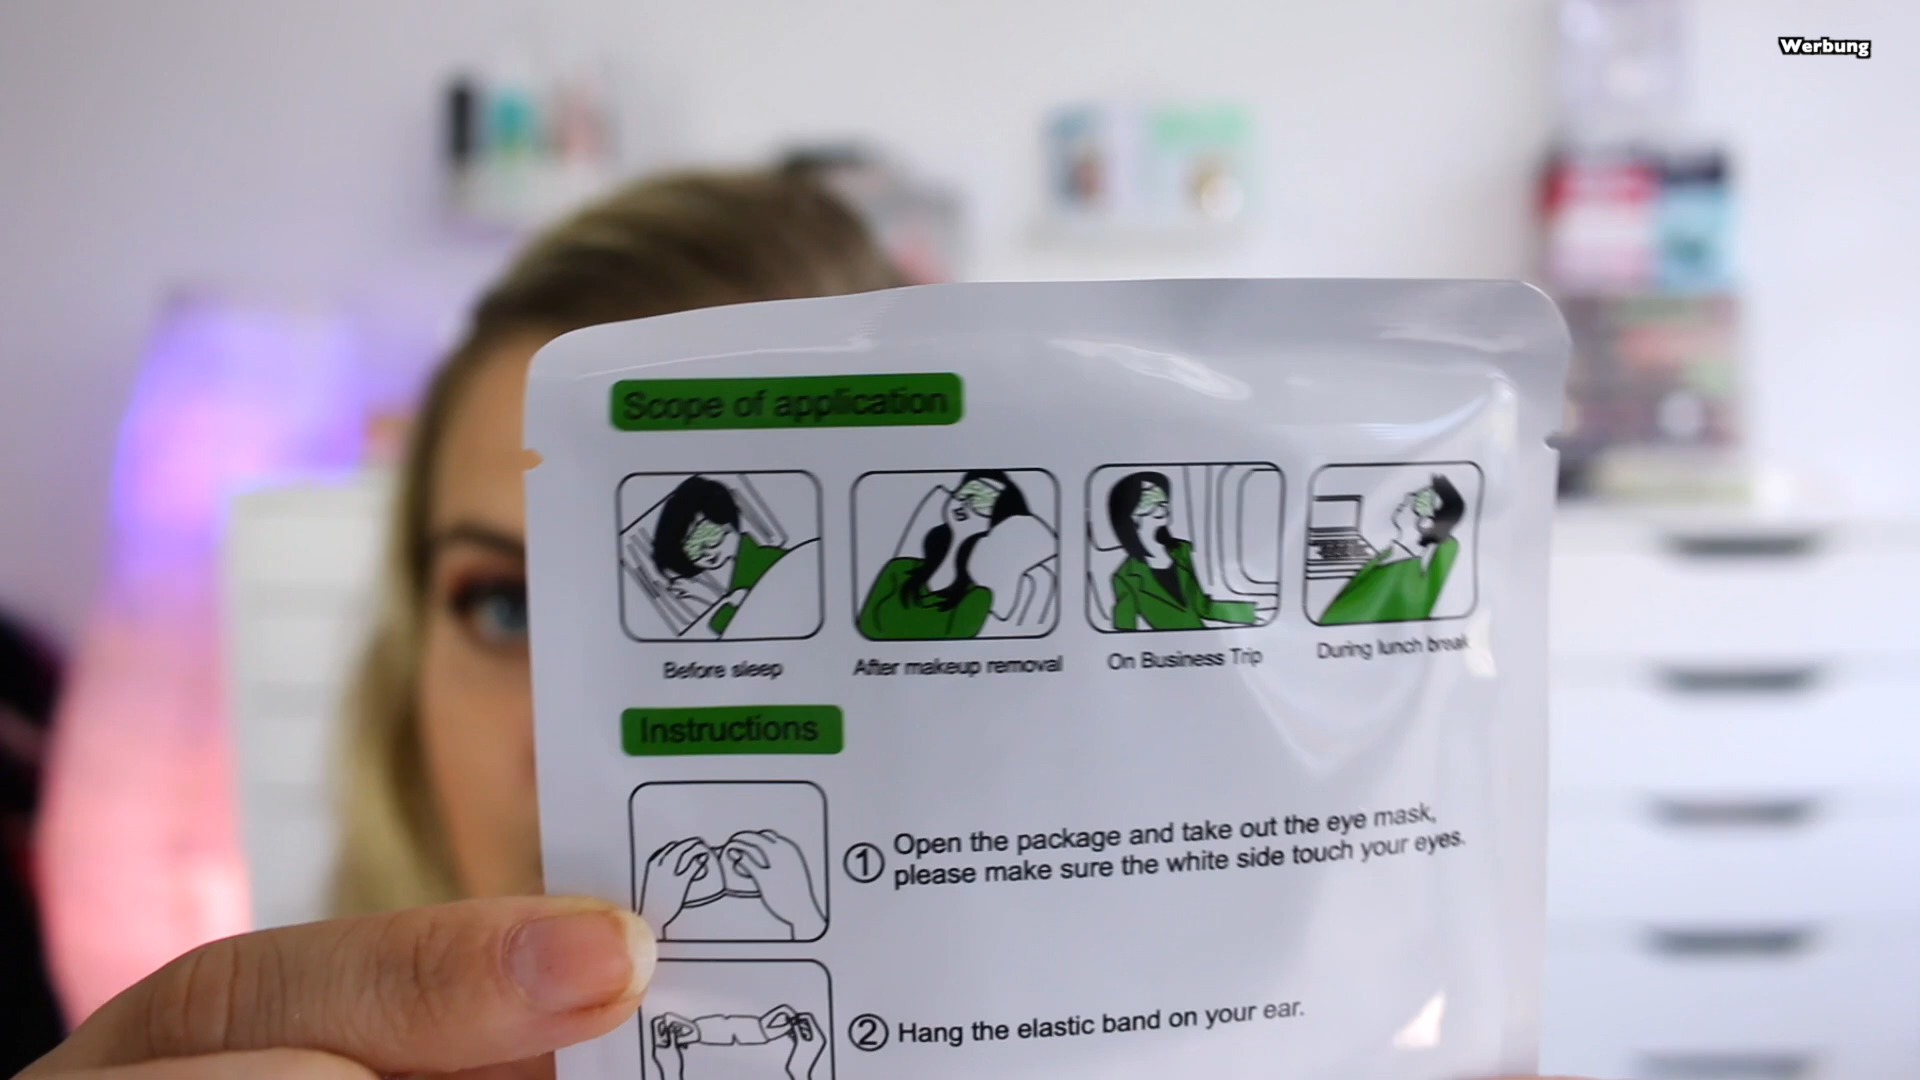 Werbung
Scope of application
Before sleep
After makeup removal
On Business Trip
During lunch break
Instructions
1 Open the package and take out the eye mask,
please make sure the white side touch your eyes.
2 Hang the elastic band on your ear.